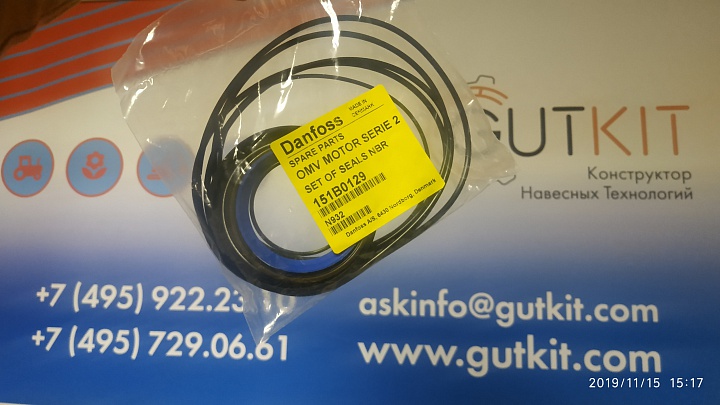 Danfoss
MADE IN
DENMARK
SPARE PARTS
OMV MOTOR SERIE 2
SET OF SEALS NBR
151B0129
N932
Danfoss A/S, 6430 Nordborg, Denmark
GUTKIT
Конструктор
Навесных Технологий
+7 (495) 922.23
+7 (495) 729.06.61
askinfo@gutkit.com
www.gutkit.com
2019/11/15 15:17